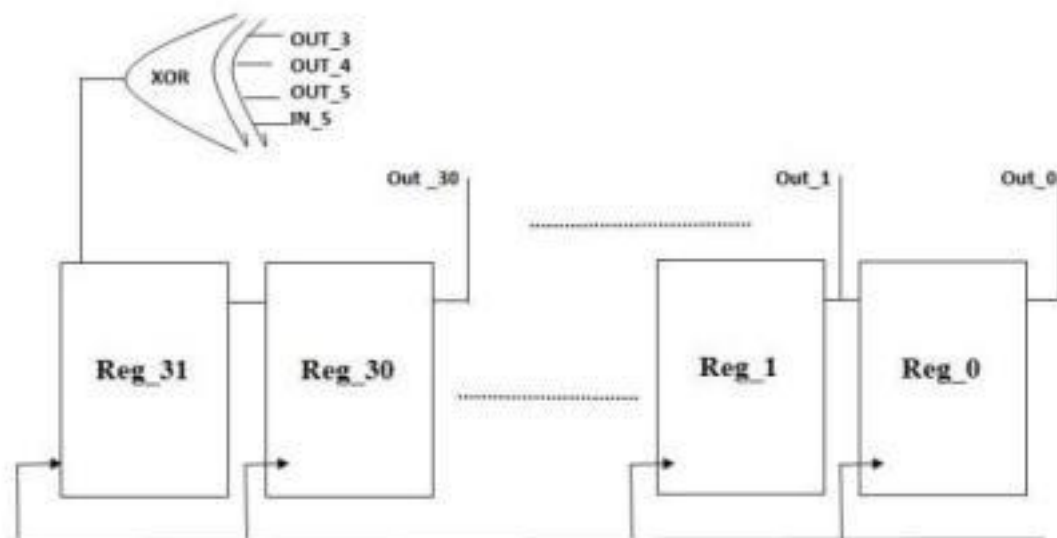 XOR
OUT_3
OUT_4
OUT_5
IN_5
Out _30
Out_1
Out_0
Reg_31
Reg_30
Reg_1
Reg_0